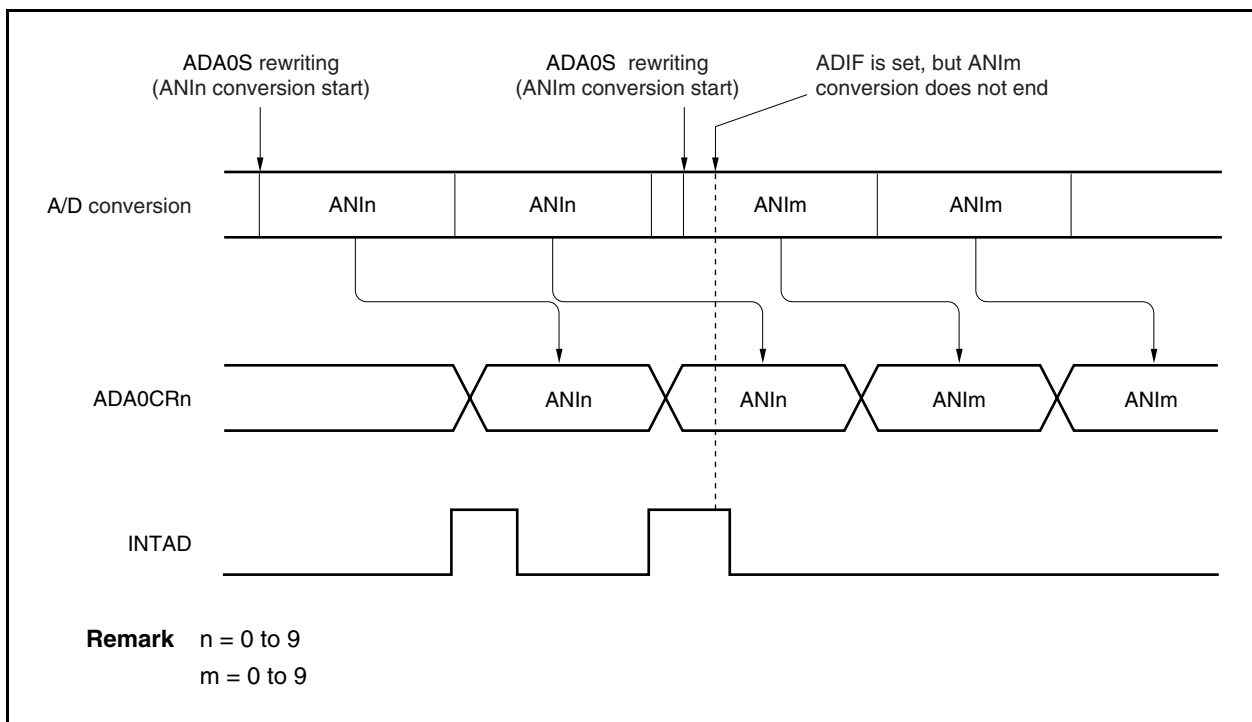 ADA0S rewriting
(ANIn conversion start)
ADA0S rewriting
(ANIm conversion start)
ADIF is set, but ANIm
conversion does not end
A/D conversion
ANIn
ANIn
ANIm
ANIm
ADA0CRn
ANIn
ANIn
ANIm
ANIm
INTAD
Remark n = 0 to 9
m = 0 to 9